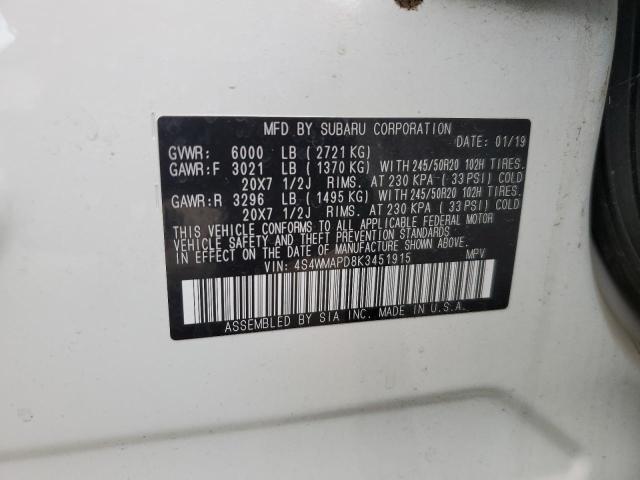 MFD BY SUBARU CORPORATION
DATE: 01/19
GVWR: 6000 LB (2721KG)
GAWR:F 3021 LB (1370KG) WITH 245/50R20 102H TIRES.
20X7 1/2J RIMS. AT 230 KPA (33 PSI) COLD
GAWR:R 3296 LB (1495 KG) WITH 245/50R20 102H TIRES.
20X7 1/2J RIMS. AT 230 KPA (33 PSI) COLD
THIS VEHICLE CONFORMS TO ALL APPLICABLE FEDERAL MOTOR
VEHICLE SAFETY AND THEFT PREVENTION STANDARDS
IN EFFECT ON THE DATE OF MANUFACTURE SHOWN ABOVE.
VIN: 4S4WMAPD8K3451915 MPV
ASSEMBLED BY SIA INC. MADE IN U.S.A.